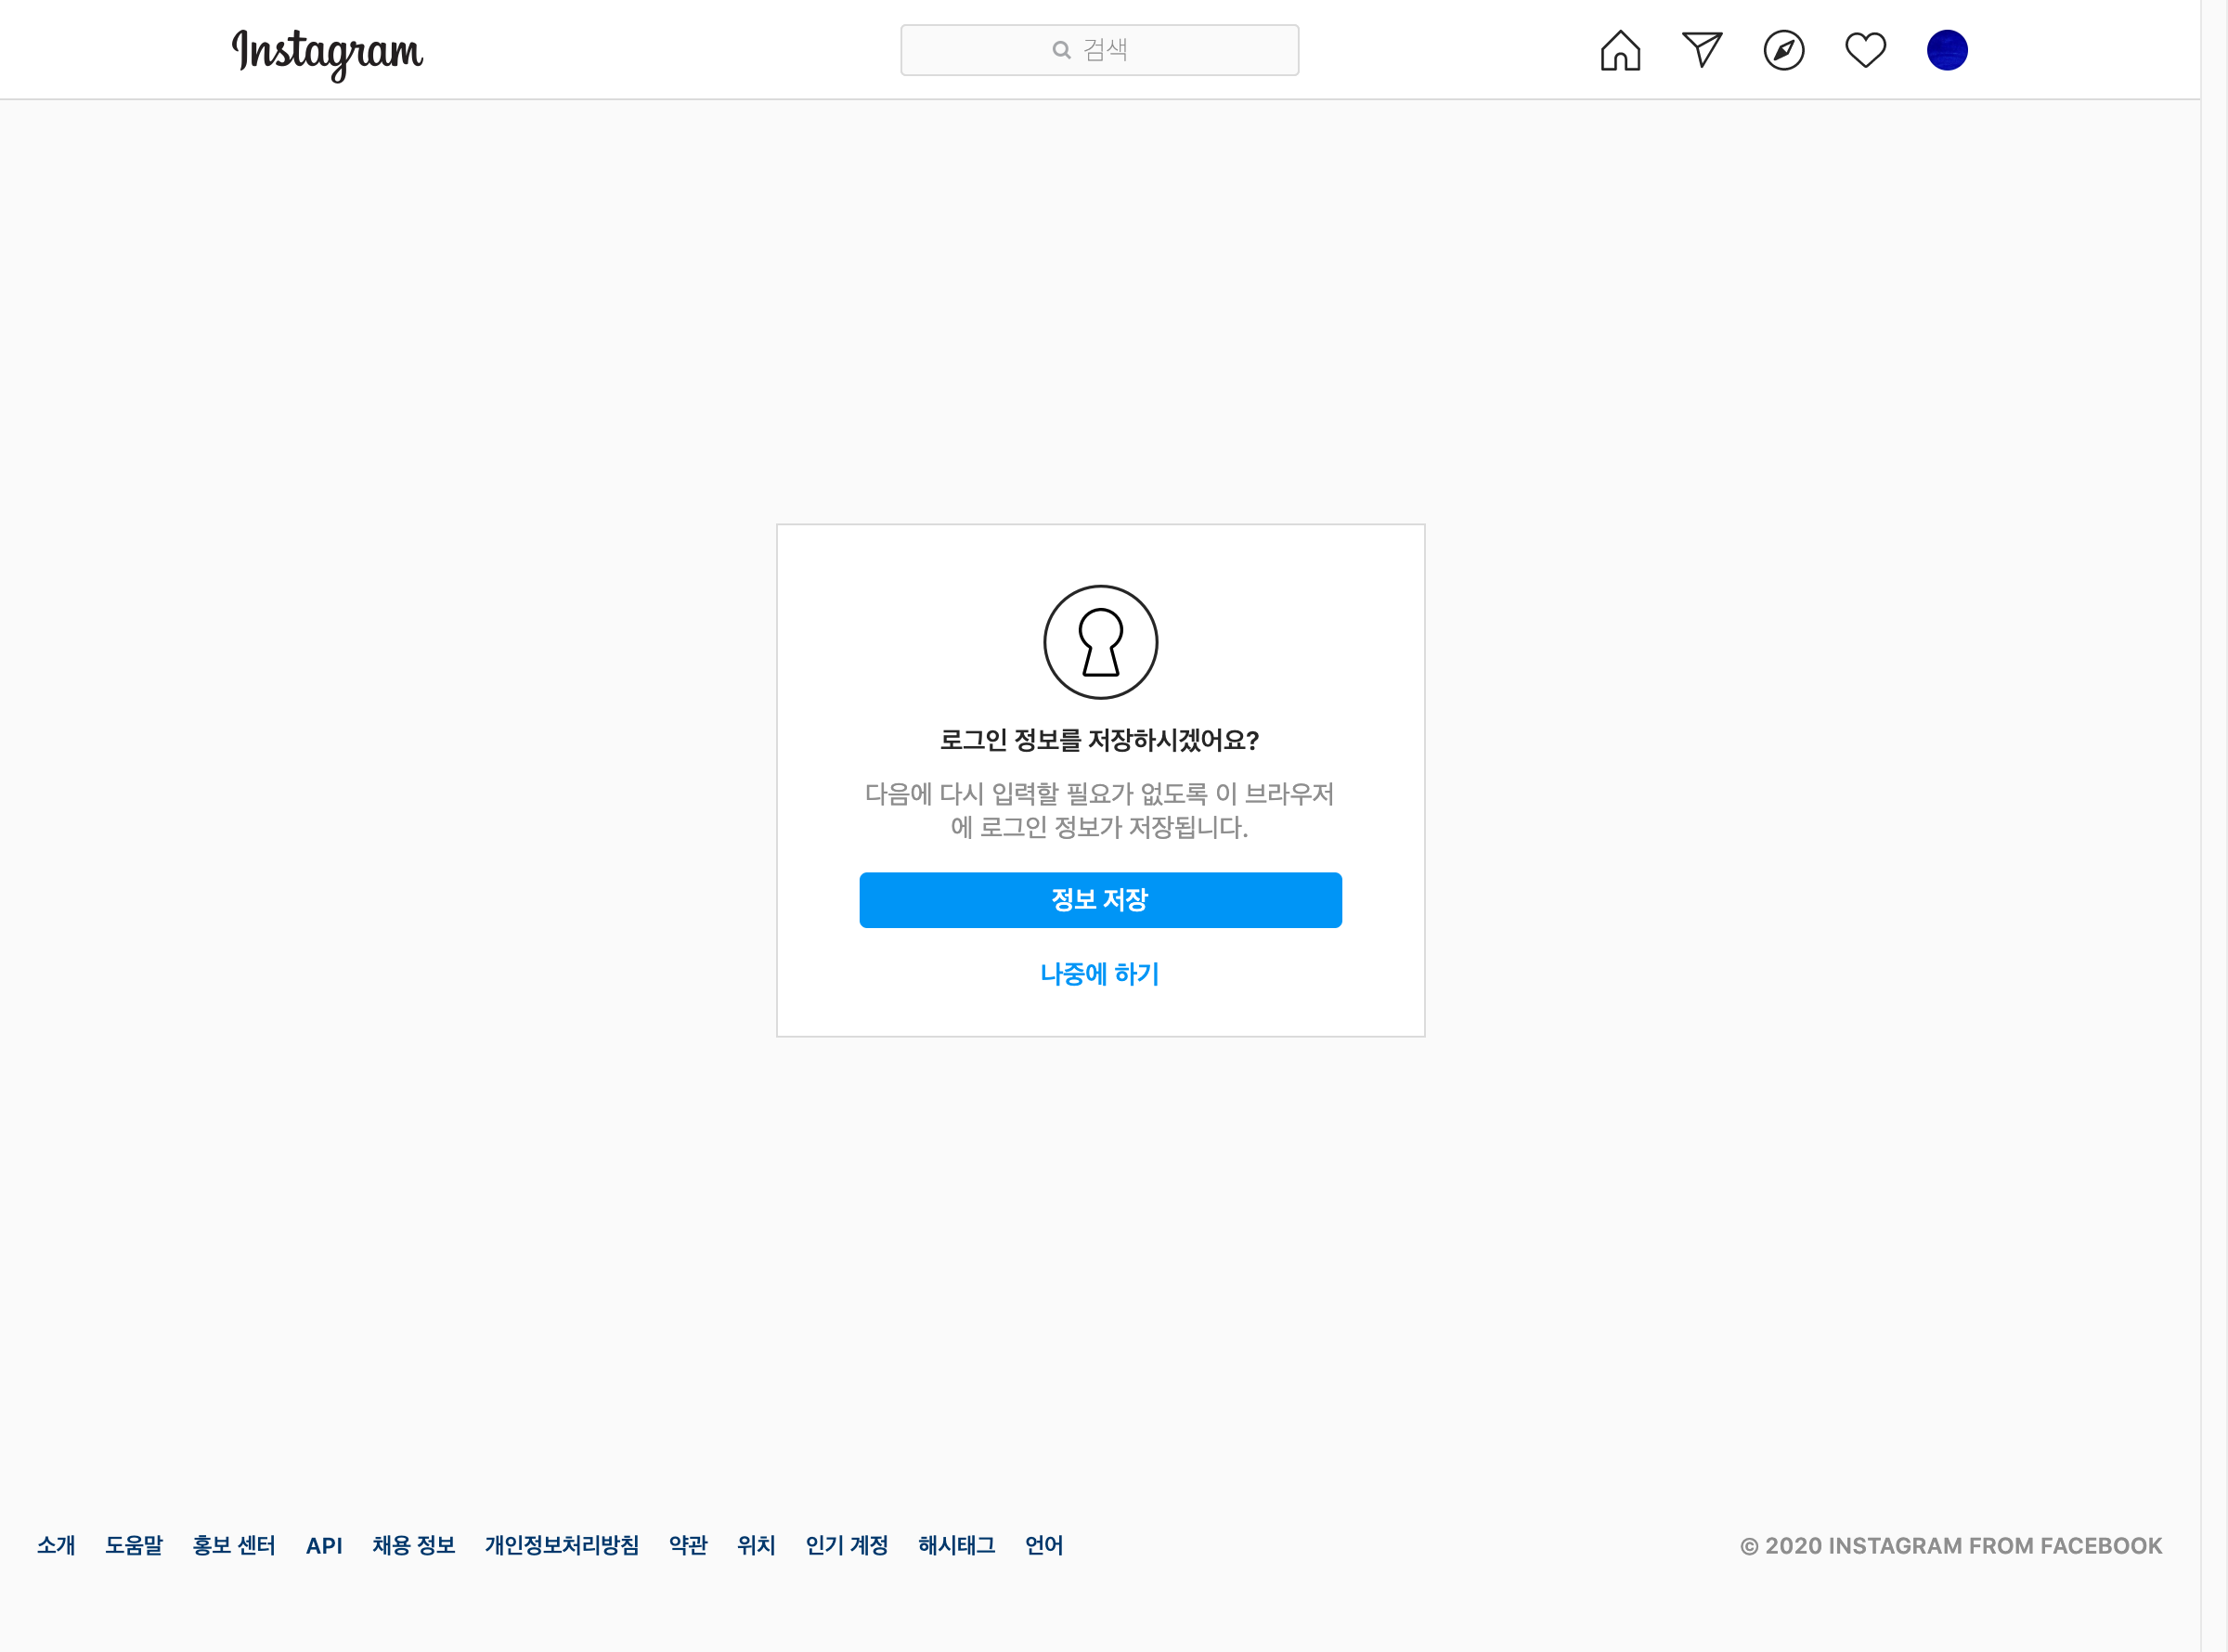 Instagram
검색
로그인 정보를 저장하시겠어요?
다음에 다시 입력할 필요가 없도록 이 브라우저
에 로그인 정보가 저장됩니다.
정보 저장
나중에 하기
소개 도움말 홍보 센터 API 채용 정보 개인정보처리방침 약관 위치 인기 계정 해시태그 언어
© 2020 INSTAGRAM FROM FACEBOOK